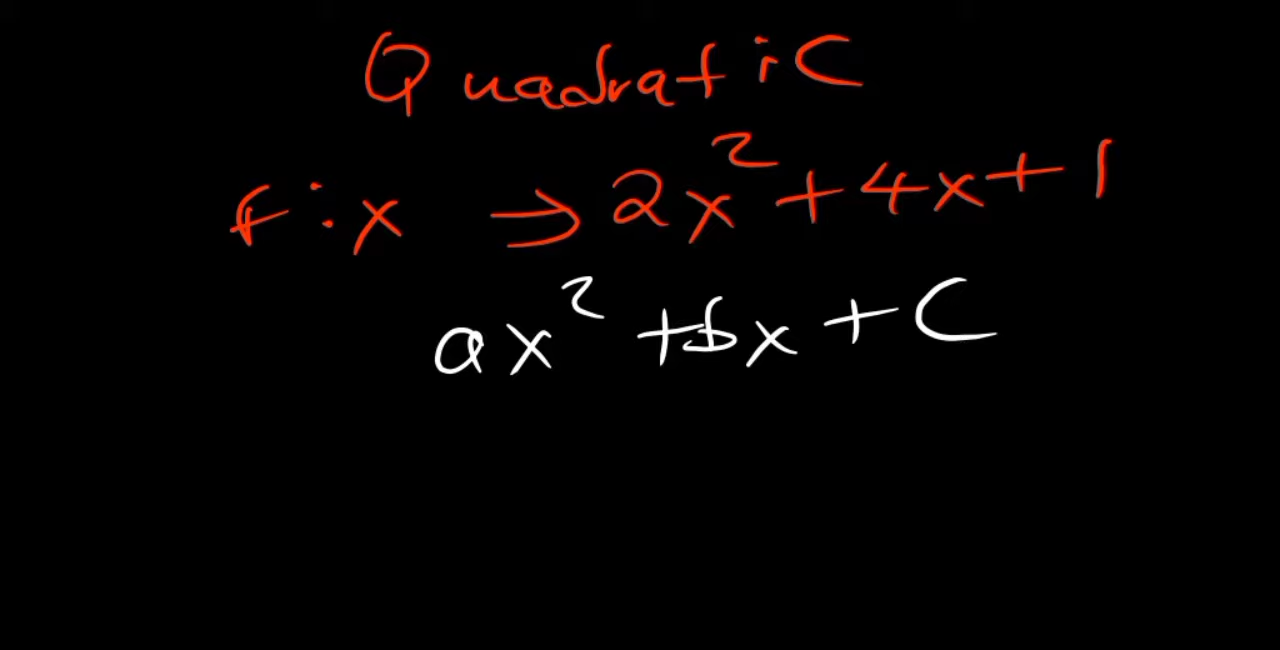 Quadratic
f:x → 2x² + 4x + 1
ax² + bx + c